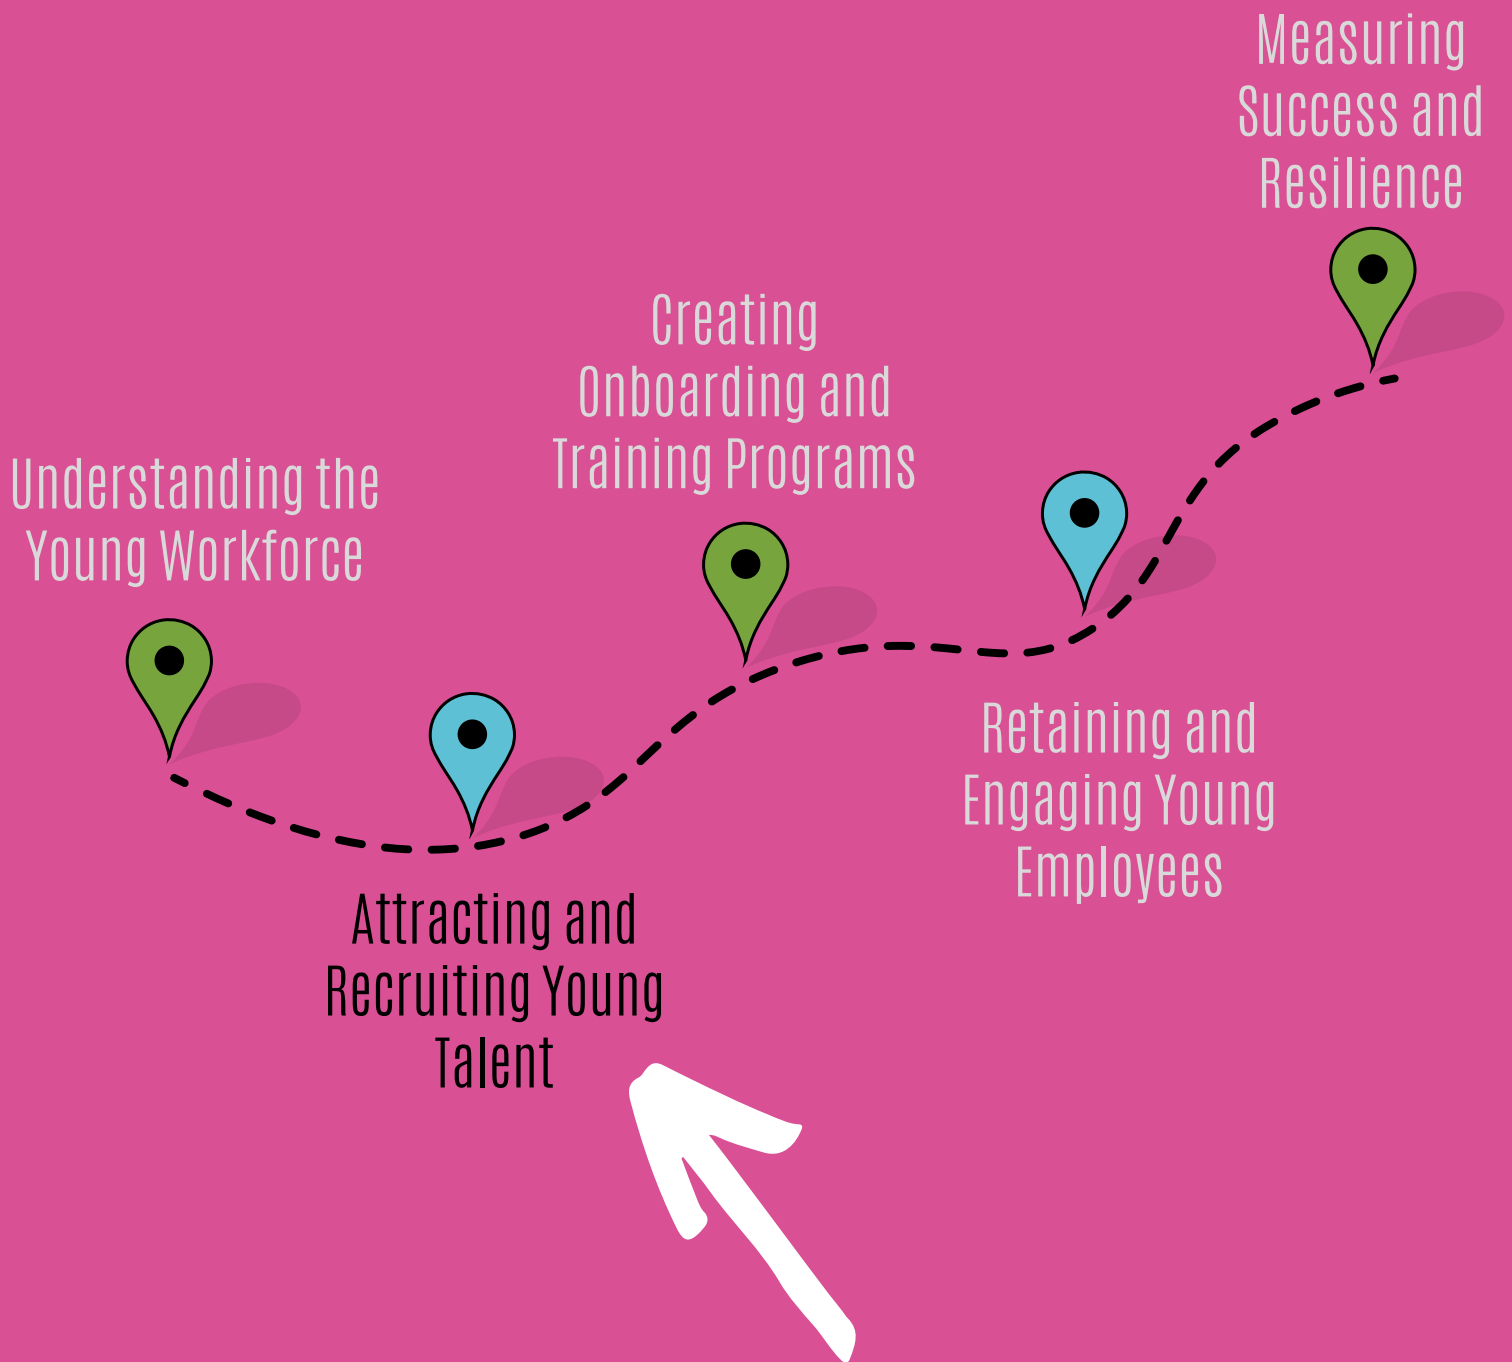 Measuring
Success and
Resilience
Creating
Onboarding and
Training Programs
Understanding the
Young Workforce
Retaining and
Engaging Young
Employees
Attracting and
Recruiting Young
Talent